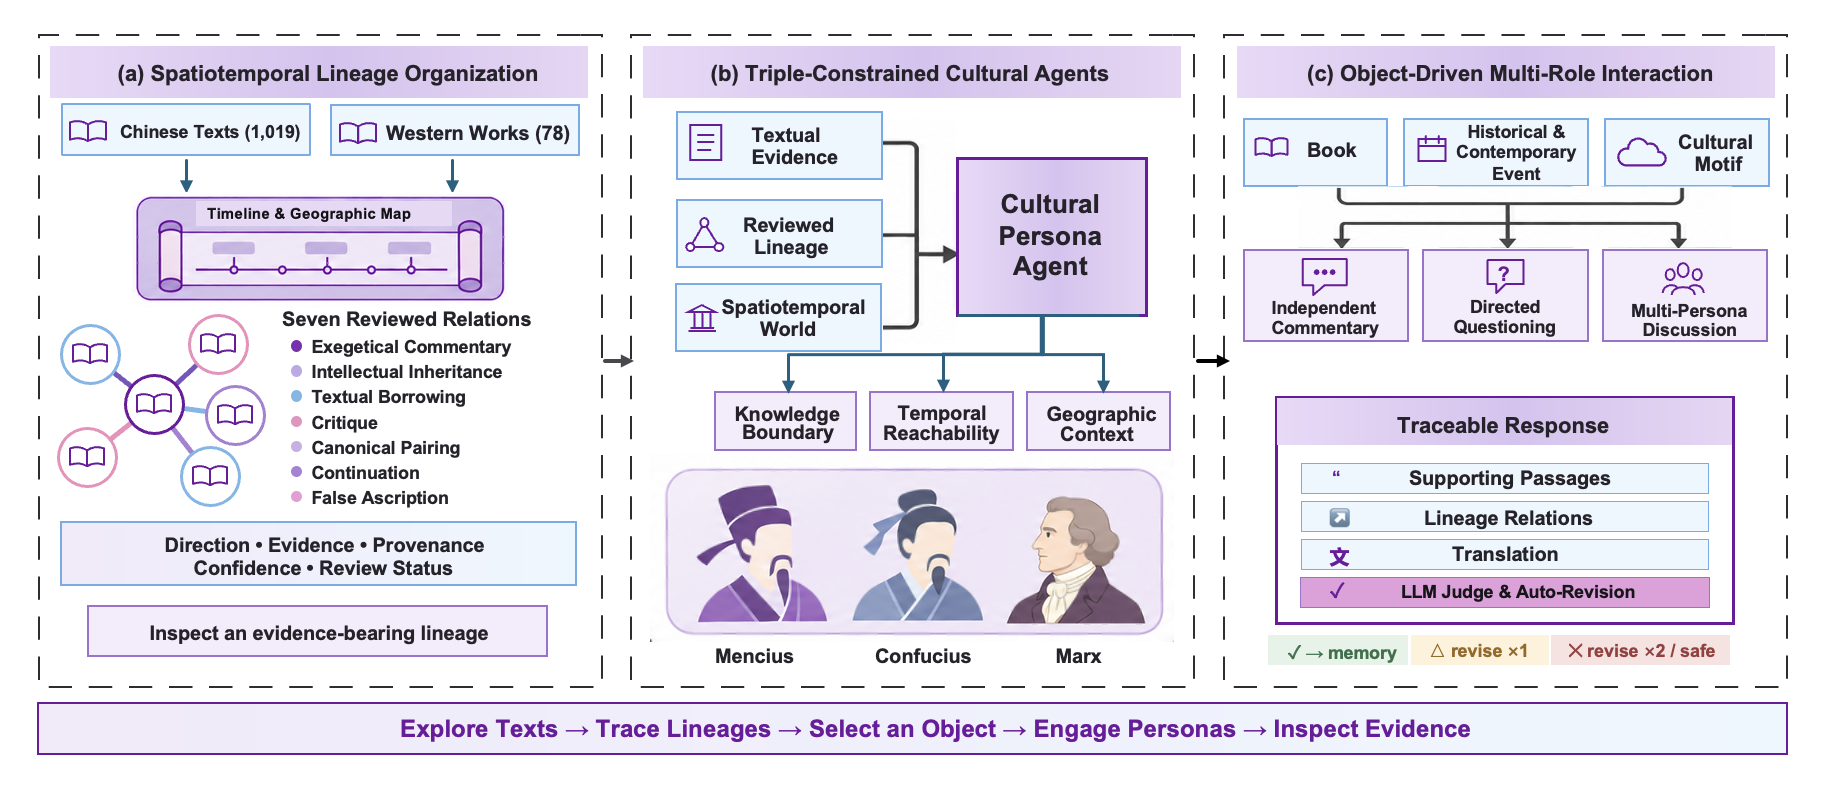 (a) Spatiotemporal Lineage Organization
Chinese Texts (1,019)
Western Works (78)
Timeline & Geographic Map
Seven Reviewed Relations
Exegetical Commentary
Intellectual Inheritance
Textual Borrowing
Critique
Canonical Pairing
Continuation
False Ascription
Direction • Evidence • Provenance
Confidence • Review Status
Inspect an evidence-bearing lineage
(b) Triple-Constrained Cultural Agents
Textual
Evidence
Reviewed
Lineage
Spatiotemporal
World
Cultural
Persona
Agent
Knowledge
Boundary
Temporal
Reachability
Geographic
Context
Mencius
Confucius
Marx
(c) Object-Driven Multi-Role Interaction
Book
Historical &
Contemporary
Event
Cultural
Motif
?
Independent
Commentary
Directed
Questioning
Multi-Persona
Discussion
Traceable Response
“ Supporting Passages
Lineage Relations
文 Translation
✓ LLM Judge & Auto-Revision
✓ → memory
△ revise ×1
✕ revise ×2 / safe
Explore Texts → Trace Lineages → Select an Object → Engage Personas → Inspect Evidence